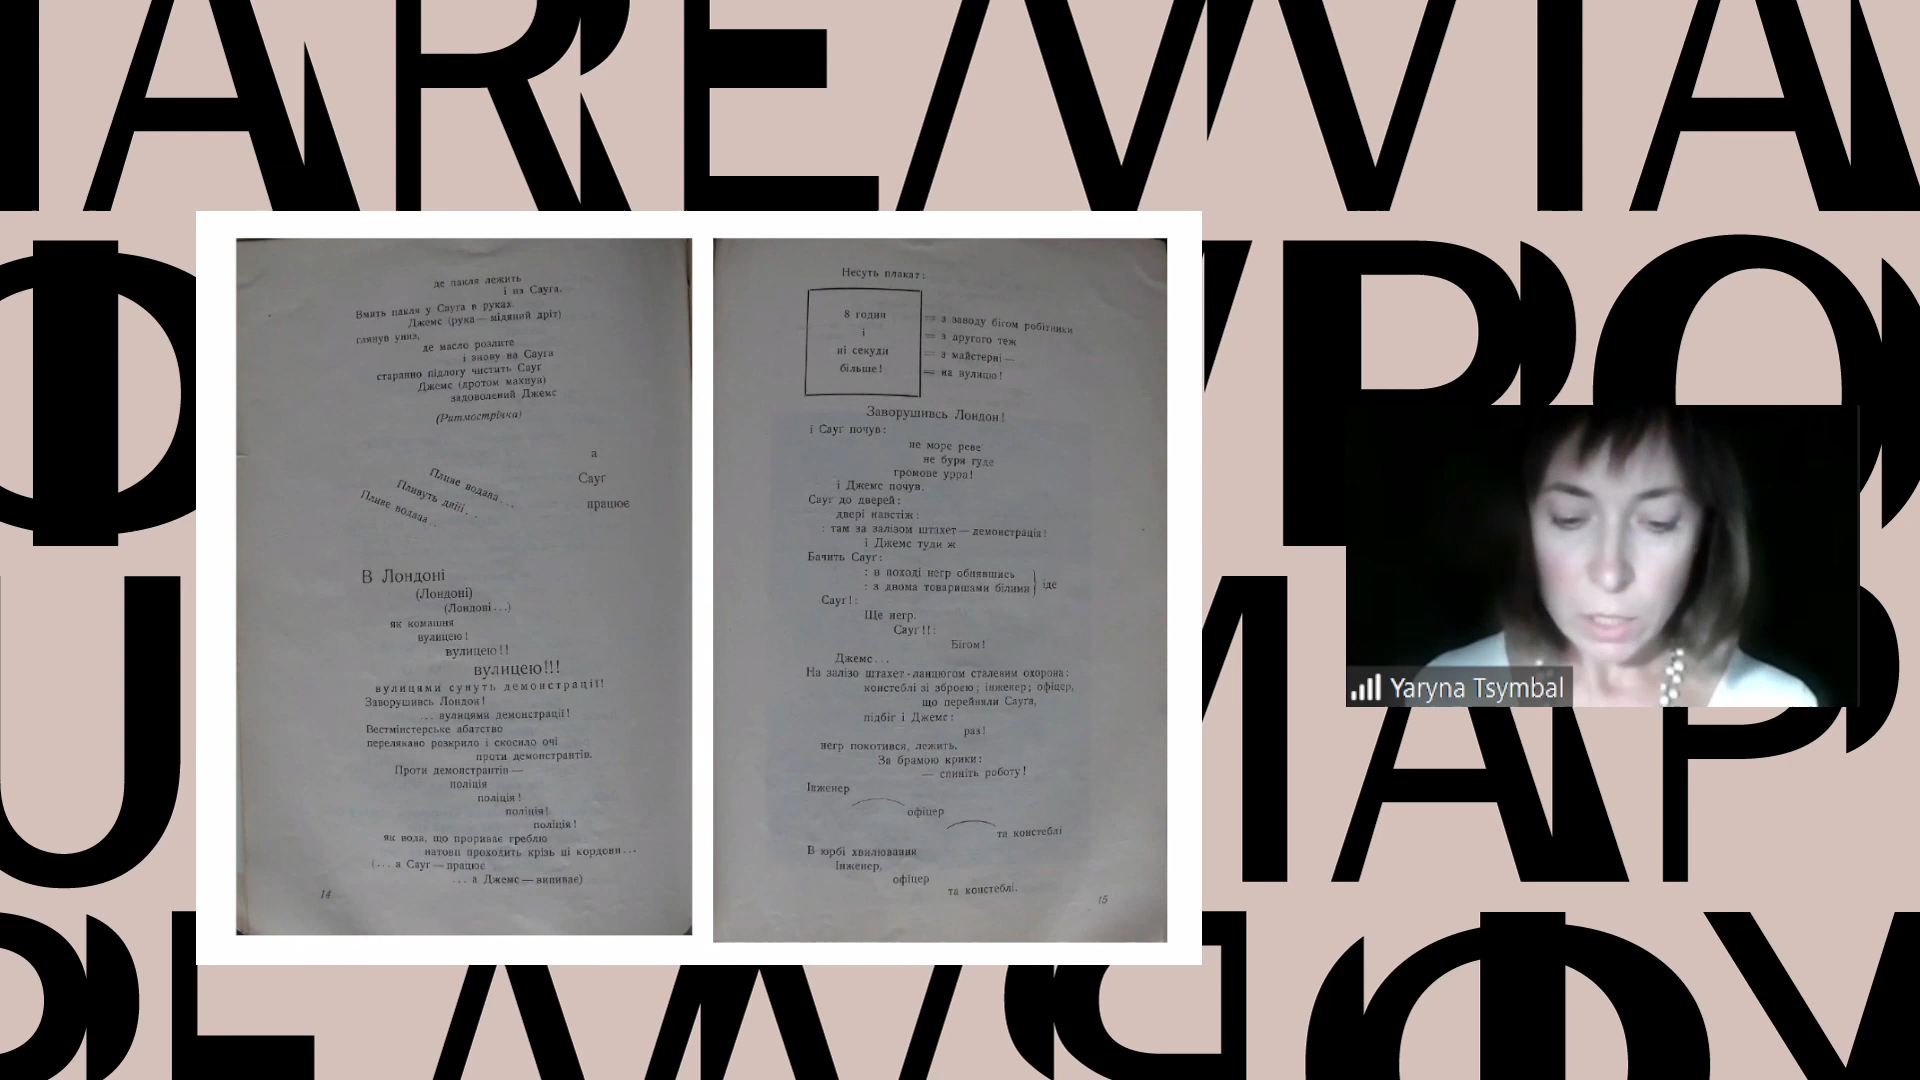 де пакля лежить
і на Сауга.
Вмить пакля у Сауга в руках.
Джемс (рука — мідяний дріт)
глянув униз,
де масло розлите
і знову на Сауга
старанно підлогу чистить Сауг
Джемс (дротом махнув)
задоволений Джемс
(Ритмострічка)
Пливе водава...
Пливуть двііі...
Пливе водааа...
а
Сауг
працює
В Лондоні
(Лондоні)
(Лондоні...)
як комашня
вулицею!
вулицею!!
вулицею!!!
вулицями сунуть демонстрації!
Заворушивсь Лондон!
... вулицями демонстрації!
Вестмінстерське абатство
перелякано розкрило і скосило очі
проти демонстрантів.
Проти демонстрантів —
поліція
поліція!
поліція!
поліція!
як вода, що прориває греблю
натовп проходить крізь ці кордони...
(... а Сауг — працює
... а Джемс — випиває)
14
Несуть плакат:
8 годин
і
ні секуди
більше!
= з заводу бігом робітники
= з другого теж
= з майстерні —
= на вулицю!
Заворушивсь Лондон!
і Сауг почув:
не море реве
не буря гуде
громове урра!
і Джемс почув.
Сауг до дверей:
двері навстіж:
: там за залізом штахет — демонстрація!
і Джемс туди ж
Бачить Сауг:
: в поході негр обнявшись
: з двома товаришами білими } іде
Сауг!:
Ще негр.
Сауг!!:
Бігом!
Джемс...
На залізо штахет - ланцюгом сталевим охорона:
констеблі зі зброєю; інженер; офіцер,
що перейняли Сауга,
підбіг і Джемс:
раз!
негр покотився, лежить.
За брамою крики:
— спиніть роботу!
Інженер
офіцер
та констеблі
В юрбі хвилювання
Інженер,
офіцер
та констеблі.
15
Yaryna Tsymbal